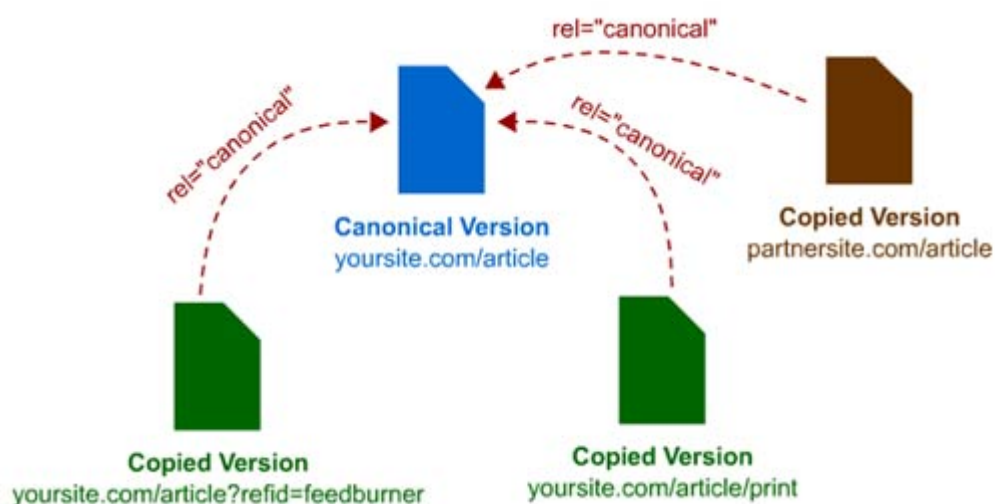 rel="canonical"
rel="canonical"
rel="canonical"
Canonical Version
yoursite.com/article
Copied Version
partnersite.com/article
Copied Version
yoursite.com/article?refid=feedburner
Copied Version
yoursite.com/article/print